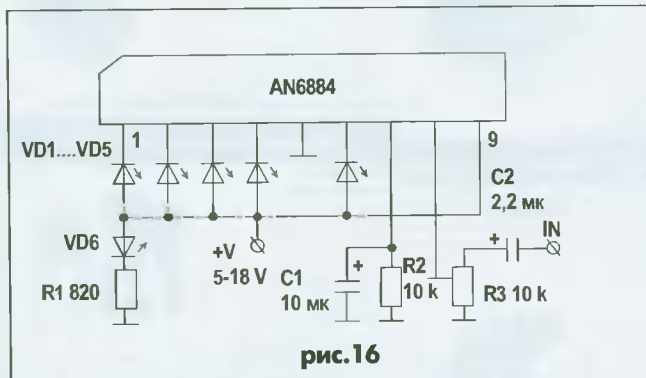 AN6884
1
9
VD1....VD5
C2
2,2 мк
VD6
+V
5-18 V
R1 820
C1
10 мк
+
R2
10 k
+
IN
R3 10 k
рис.16